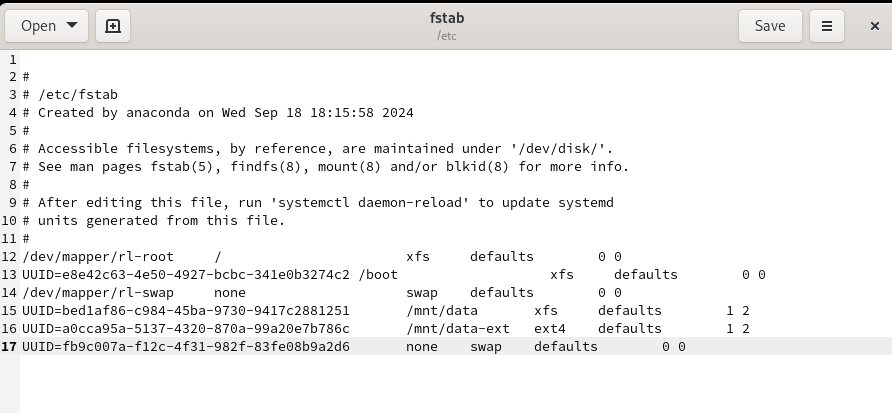 Open
fstab
/etc
Save
1
2 #
3 # /etc/fstab
4 # Created by anaconda on Wed Sep 18 18:15:58 2024
5 #
6 # Accessible filesystems, by reference, are maintained under '/dev/disk/'.
7 # See man pages fstab(5), findfs(8), mount(8) and/or blkid(8) for more info.
8 #
9 # After editing this file, run 'systemctl daemon-reload' to update systemd
10 # units generated from this file.
11 #
12 /dev/mapper/rl-root     /                       xfs     defaults        0 0
13 UUID=e8e42c63-4e50-4927-bcbc-341e0b3274c2 /boot                   xfs     defaults        0 0
14 /dev/mapper/rl-swap     none                    swap    defaults        0 0
15 UUID=bed1af86-c984-45ba-9730-9417c2881251       /mnt/data       xfs     defaults        1 2
16 UUID=a0cca95a-5137-4320-870a-99a20e7b786c       /mnt/data-ext   ext4    defaults        1 2
17 UUID=fb9c007a-f12c-4f31-982f-83fe08b9a2d6       none    swap    defaults        0 0